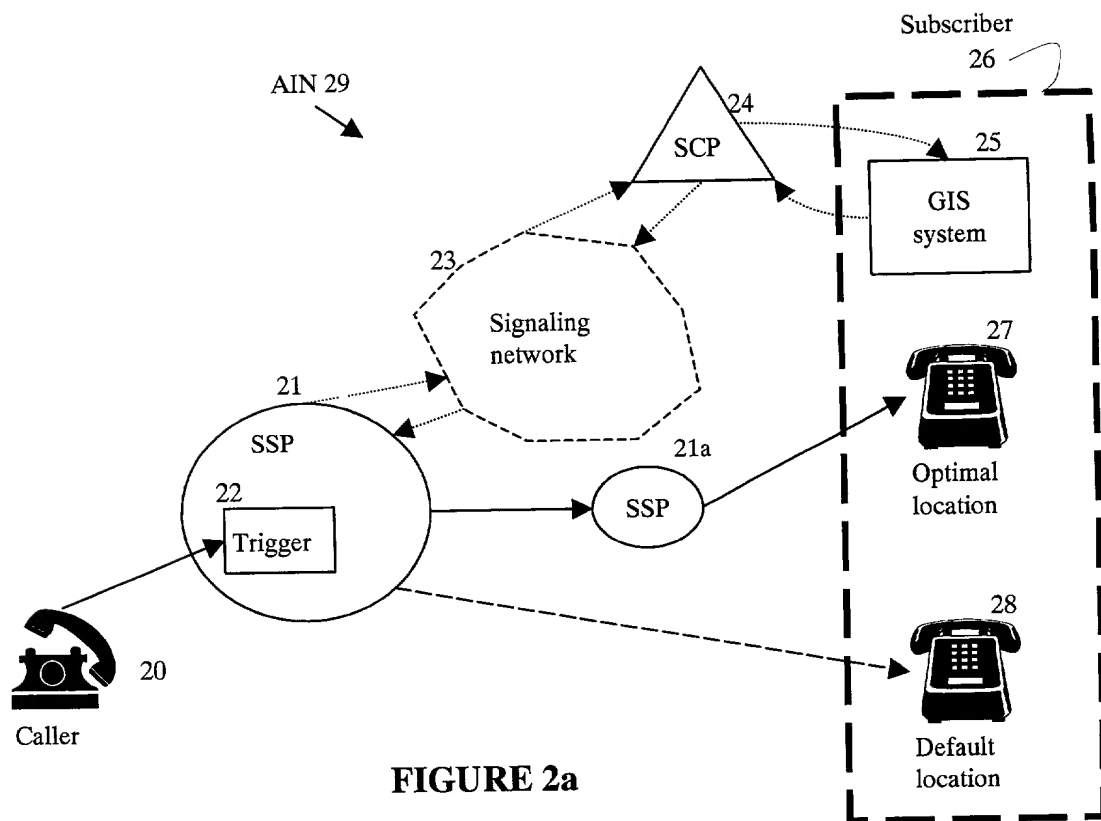 Subscriber
26
AIN 29
24
SCP
25
GIS
system
23
Signaling
network
27
21
SSP
21a
22
Trigger
SSP
Optimal
location
28
20
Caller
Default
location
FIGURE 2a